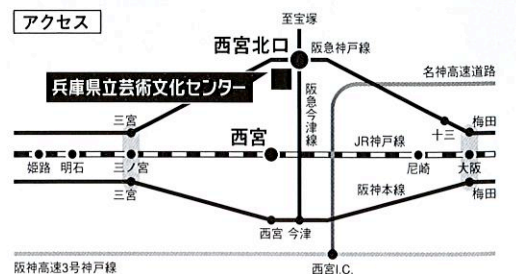 アクセス
至宝塚
西宮北口
阪急神戸線
名神高速道路
兵庫県立芸術文化センター
阪急今津線
三宮
十三
梅田
西宮
JR神戸線
姫路
明石
三ノ宮
尼崎
大阪
三宮
阪神本線
梅田
西宮
今津
阪神高速3号神戸線
西宮I.C.